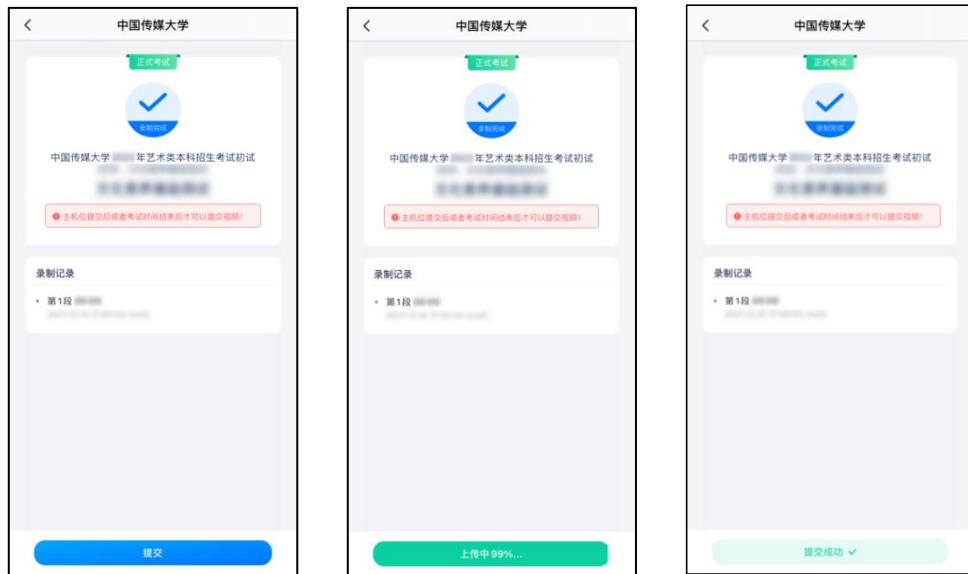 中国传媒大学
正式考试
录制完成
中国传媒大学 年艺术类本科招生考试初试
主机位提交后或者考试时间结束后才可以提交视频!
录制记录
• 第1段
提交
中国传媒大学
正式考试
录制完成
中国传媒大学 年艺术类本科招生考试初试
主机位提交后或者考试时间结束后才可以提交视频!
录制记录
• 第1段
上传中 99%...
中国传媒大学
正式考试
录制完成
中国传媒大学 年艺术类本科招生考试初试
主机位提交后或者考试时间结束后才可以提交视频!
录制记录
• 第1段
提交成功 ✓